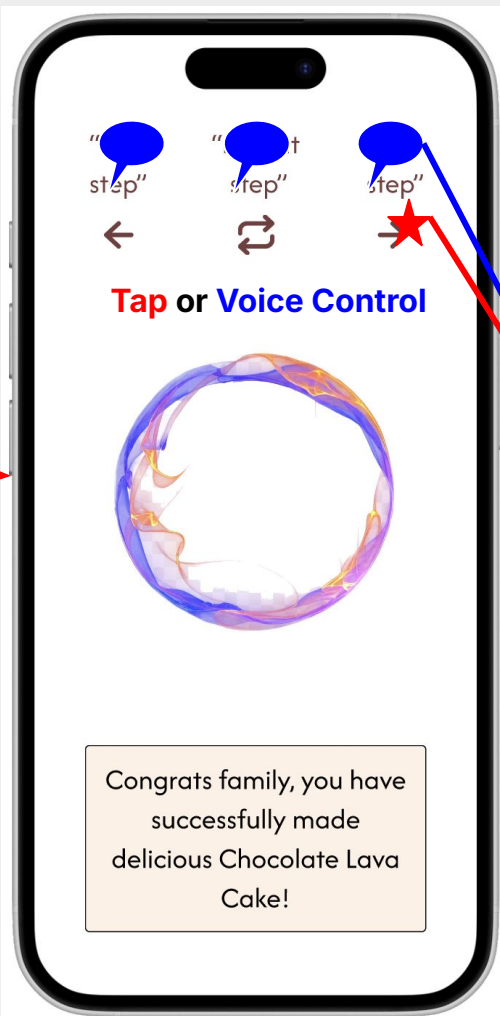 step” step” step”
Tap or Voice Control
Congrats family, you have
successfully made
delicious Chocolate Lava
Cake!